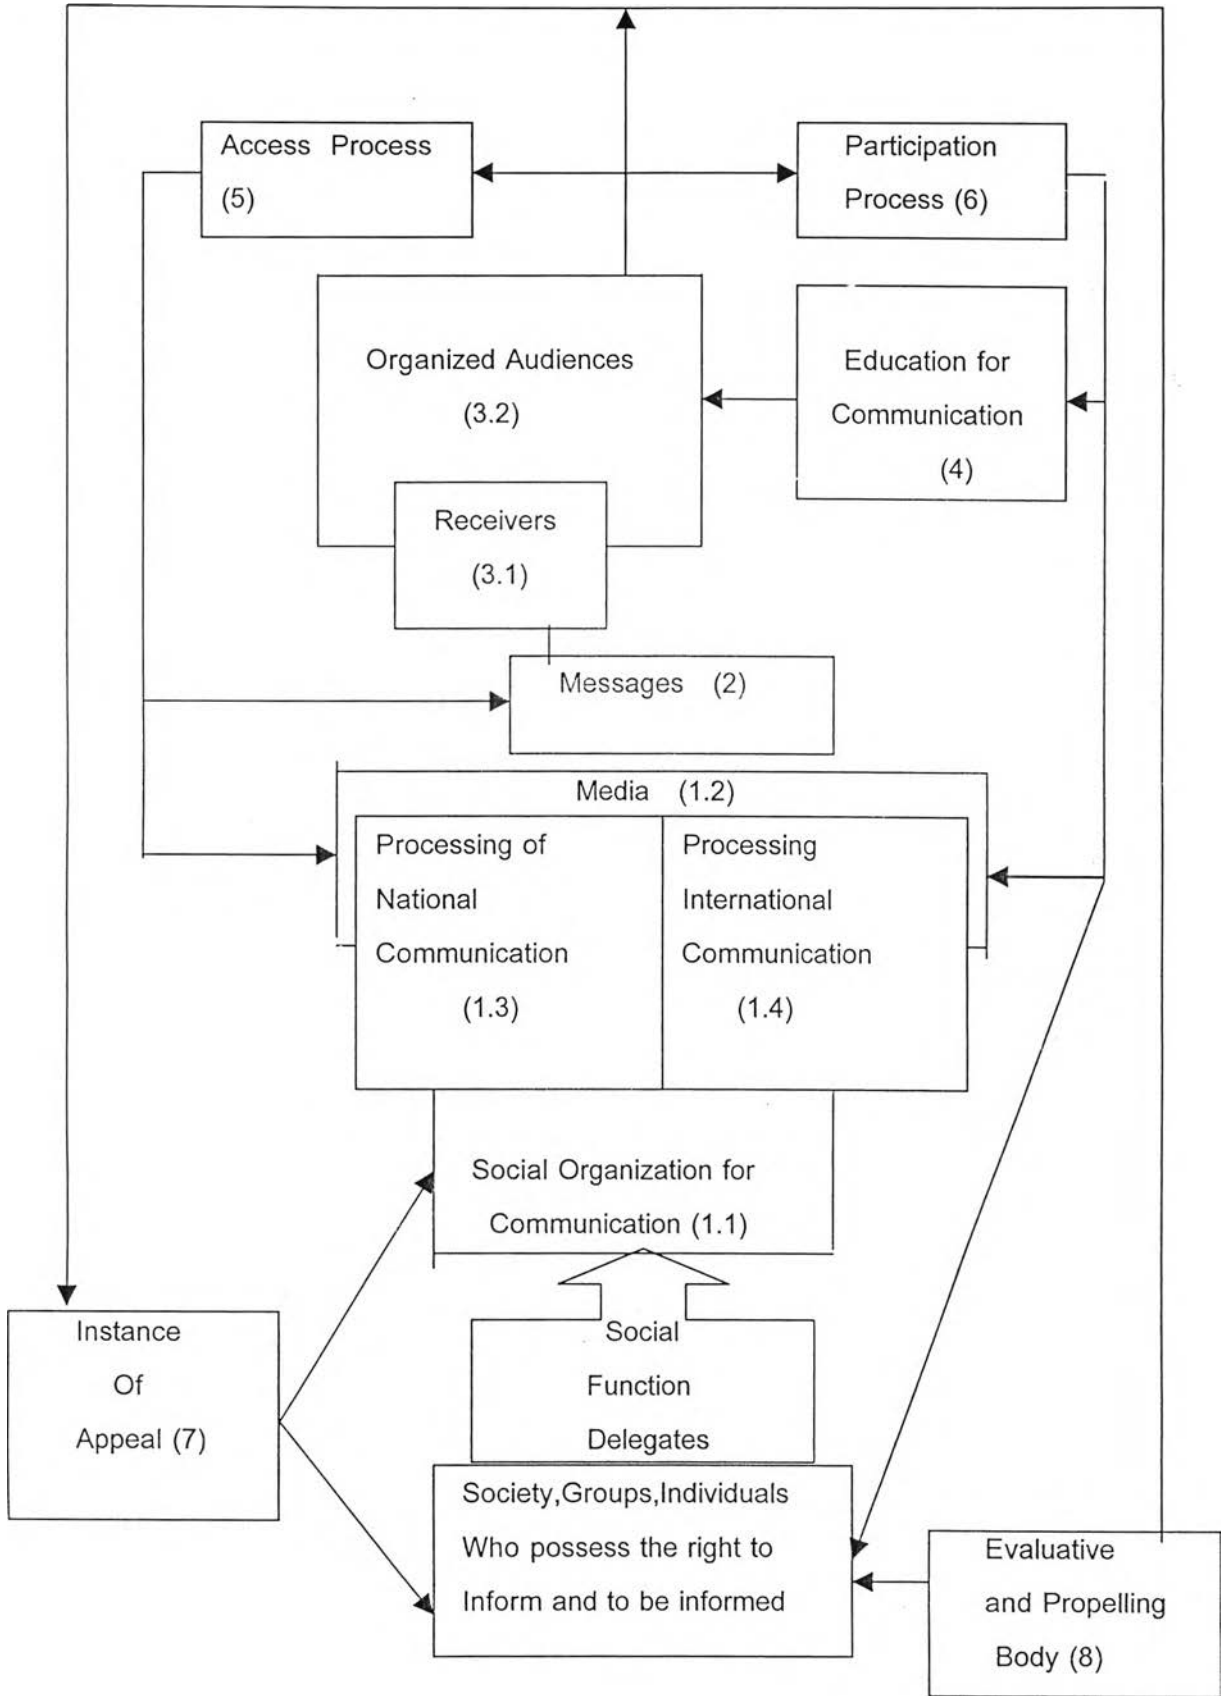 Access Process
(5)
Participation
Process (6)
Organized Audiences
(3.2)
Education for
Communication
(4)
Receivers
(3.1)
Messages (2)
Media (1.2)
Processing of
National
Communication
(1.3)
Processing
International
Communication
(1.4)
Social Organization for
Communication (1.1)
Instance
Of
Appeal (7)
Social
Function
Delegates
Society,Groups,Individuals
Who possess the right to
Inform and to be informed
Evaluative
and Propelling
Body (8)